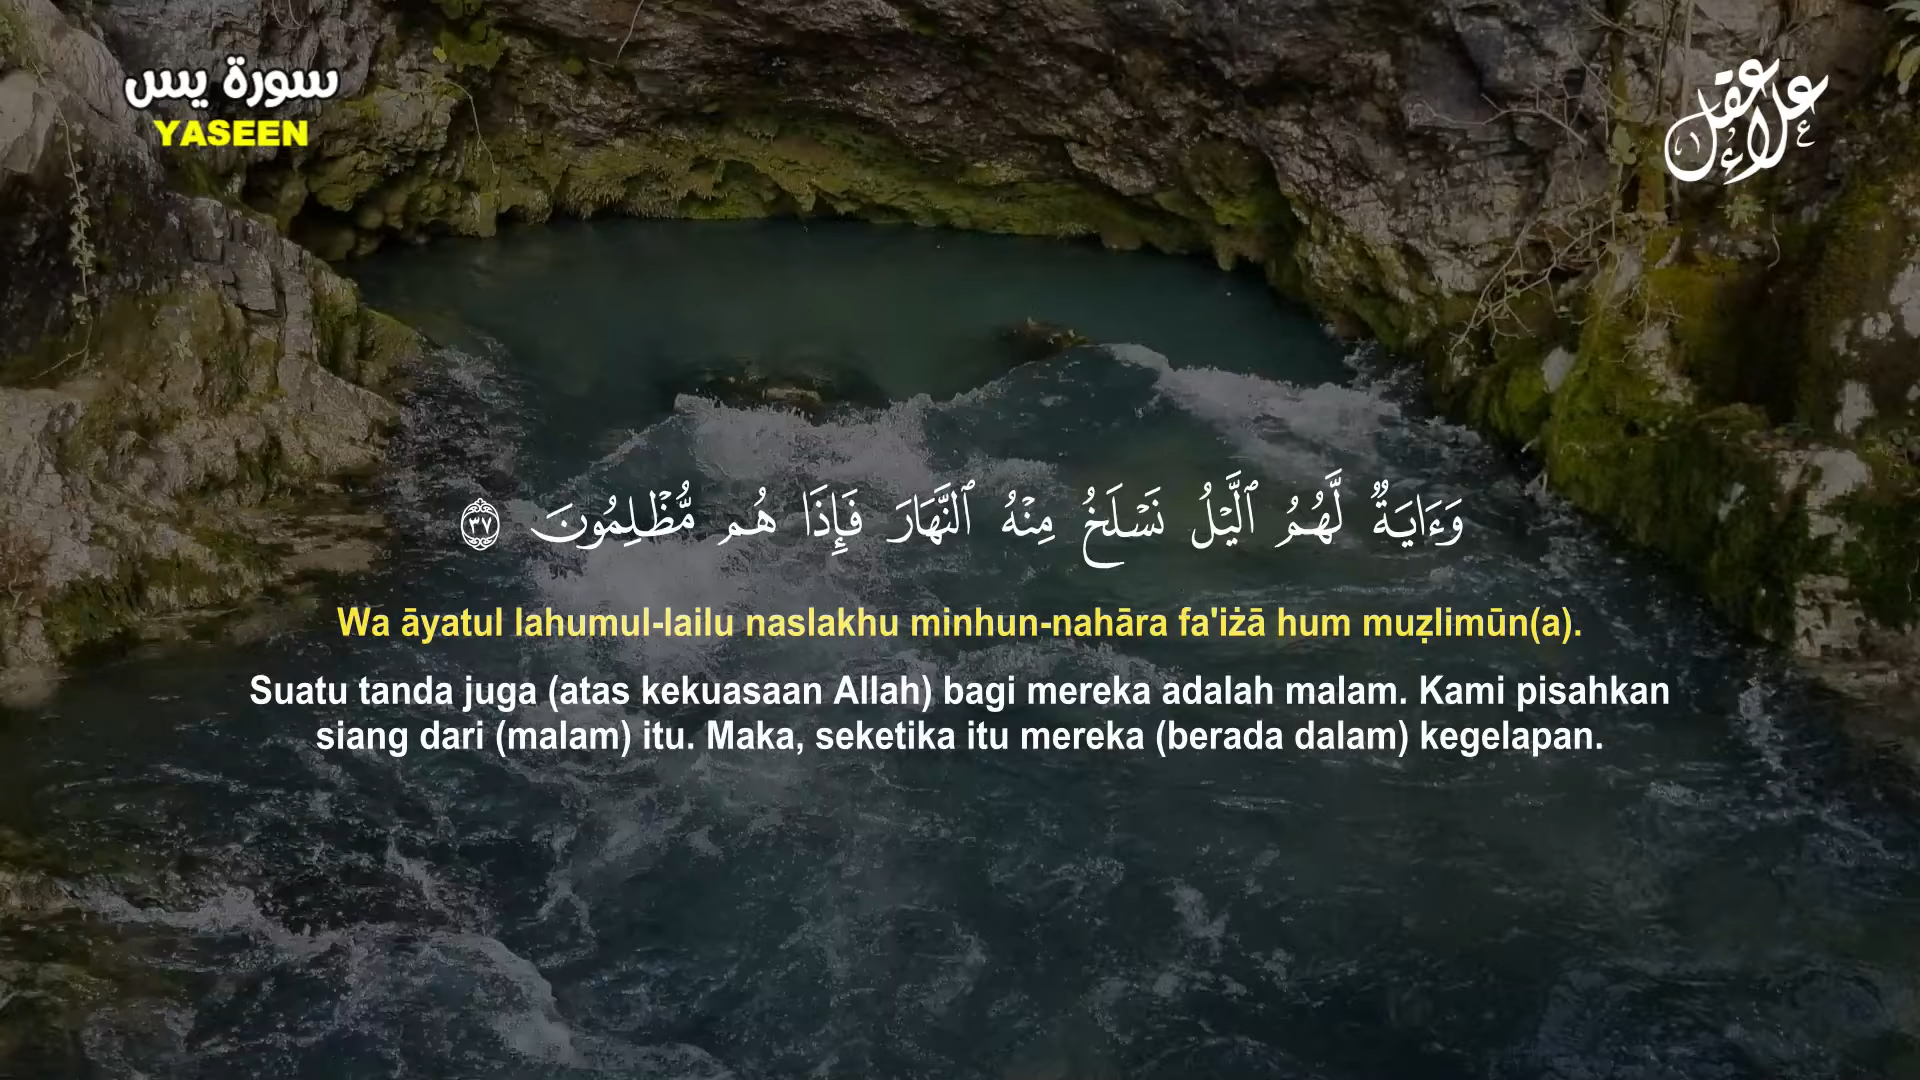 سورة يس
YASEEN
علاء عقل
وَءَايَةٌ لَّهُمُ ٱلَّيْلُ نَسْلَخُ مِنْهُ ٱلنَّهَارَ فَإِذَا هُم مُّظْلِمُونَ ٣٧
Wa āyatul lahumul-lailu naslakhu minhun-nahāra fa'iżā hum muẓlimūn(a).
Suatu tanda juga (atas kekuasaan Allah) bagi mereka adalah malam. Kami pisahkan
siang dari (malam) itu. Maka, seketika itu mereka (berada dalam) kegelapan.